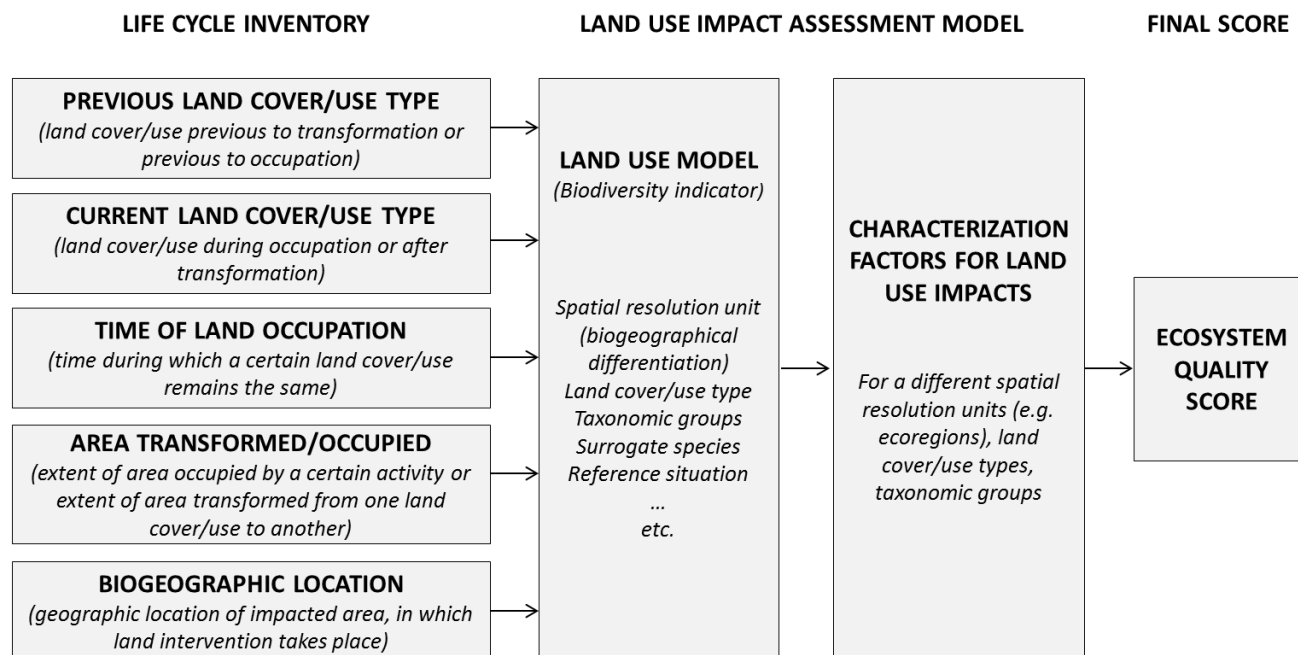 LIFE CYCLE INVENTORY
LAND USE IMPACT ASSESSMENT MODEL
FINAL SCORE
PREVIOUS LAND COVER/USE TYPE
(land cover/use previous to transformation or
previous to occupation)
CURRENT LAND COVER/USE TYPE
(land cover/use during occupation or after
transformation)
TIME OF LAND OCCUPATION
(time during which a certain land cover/use
remains the same)
AREA TRANSFORMED/OCCUPIED
(extent of area occupied by a certain activity or
extent of area transformed from one land
cover/use to another)
BIOGEOGRAPHIC LOCATION
(geographic location of impacted area, in which
land intervention takes place)
LAND USE MODEL
(Biodiversity indicator)
Spatial resolution unit
(biogeographical
differentiation)
Land cover/use type
Taxonomic groups
Surrogate species
Reference situation
...
etc.
CHARACTERIZATION
FACTORS FOR LAND
USE IMPACTS
For a different spatial
resolution units (e.g.
ecoregions), land
cover/use types,
taxonomic groups
ECOSYSTEM
QUALITY
SCORE